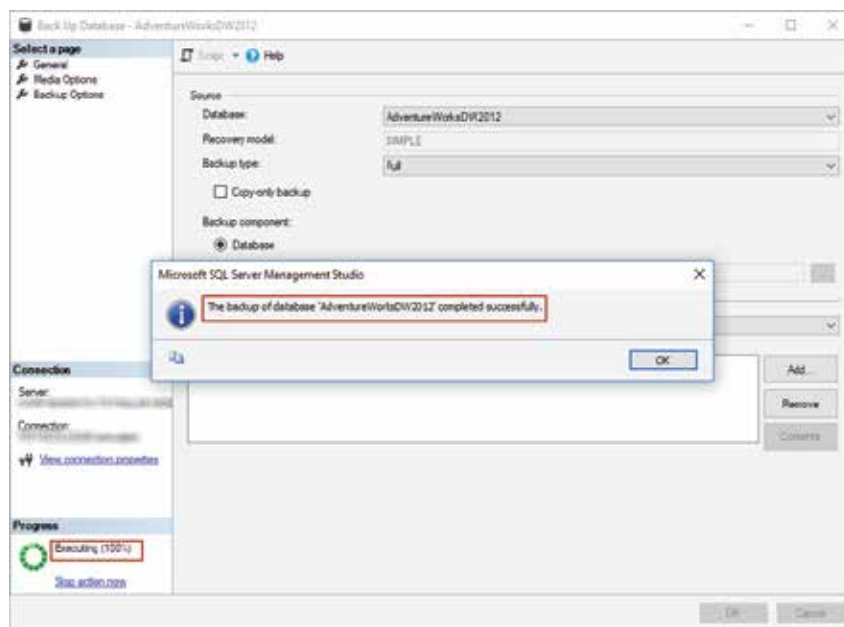 Back Up Database - AdventureWorksDW2012
Select a page
General
Media Options
Backup Options
Script
Help
Source
Database:
AdventureWorksDW2012
Recovery model:
SIMPLE
Backup type:
Full
Copy-only backup
Backup component:
Database
Microsoft SQL Server Management Studio
The backup of database 'AdventureWorksDW2012' completed successfully.
OK
Add...
Remove
Contents
Connection
Server:
Connection:
View connection properties
Progress
Executing (100%)
Stop action now
OK
Cancel